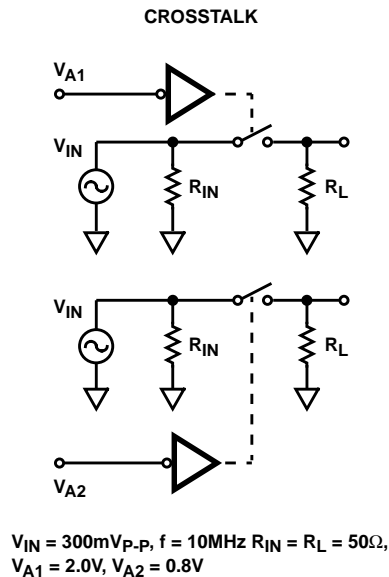 CROSSTALK
VA1
VIN
RIN
RL
VIN
RIN
RL
VA2
VIN = 300mVP-P, f = 10MHz RIN = RL = 50Ω,
VA1 = 2.0V, VA2 = 0.8V